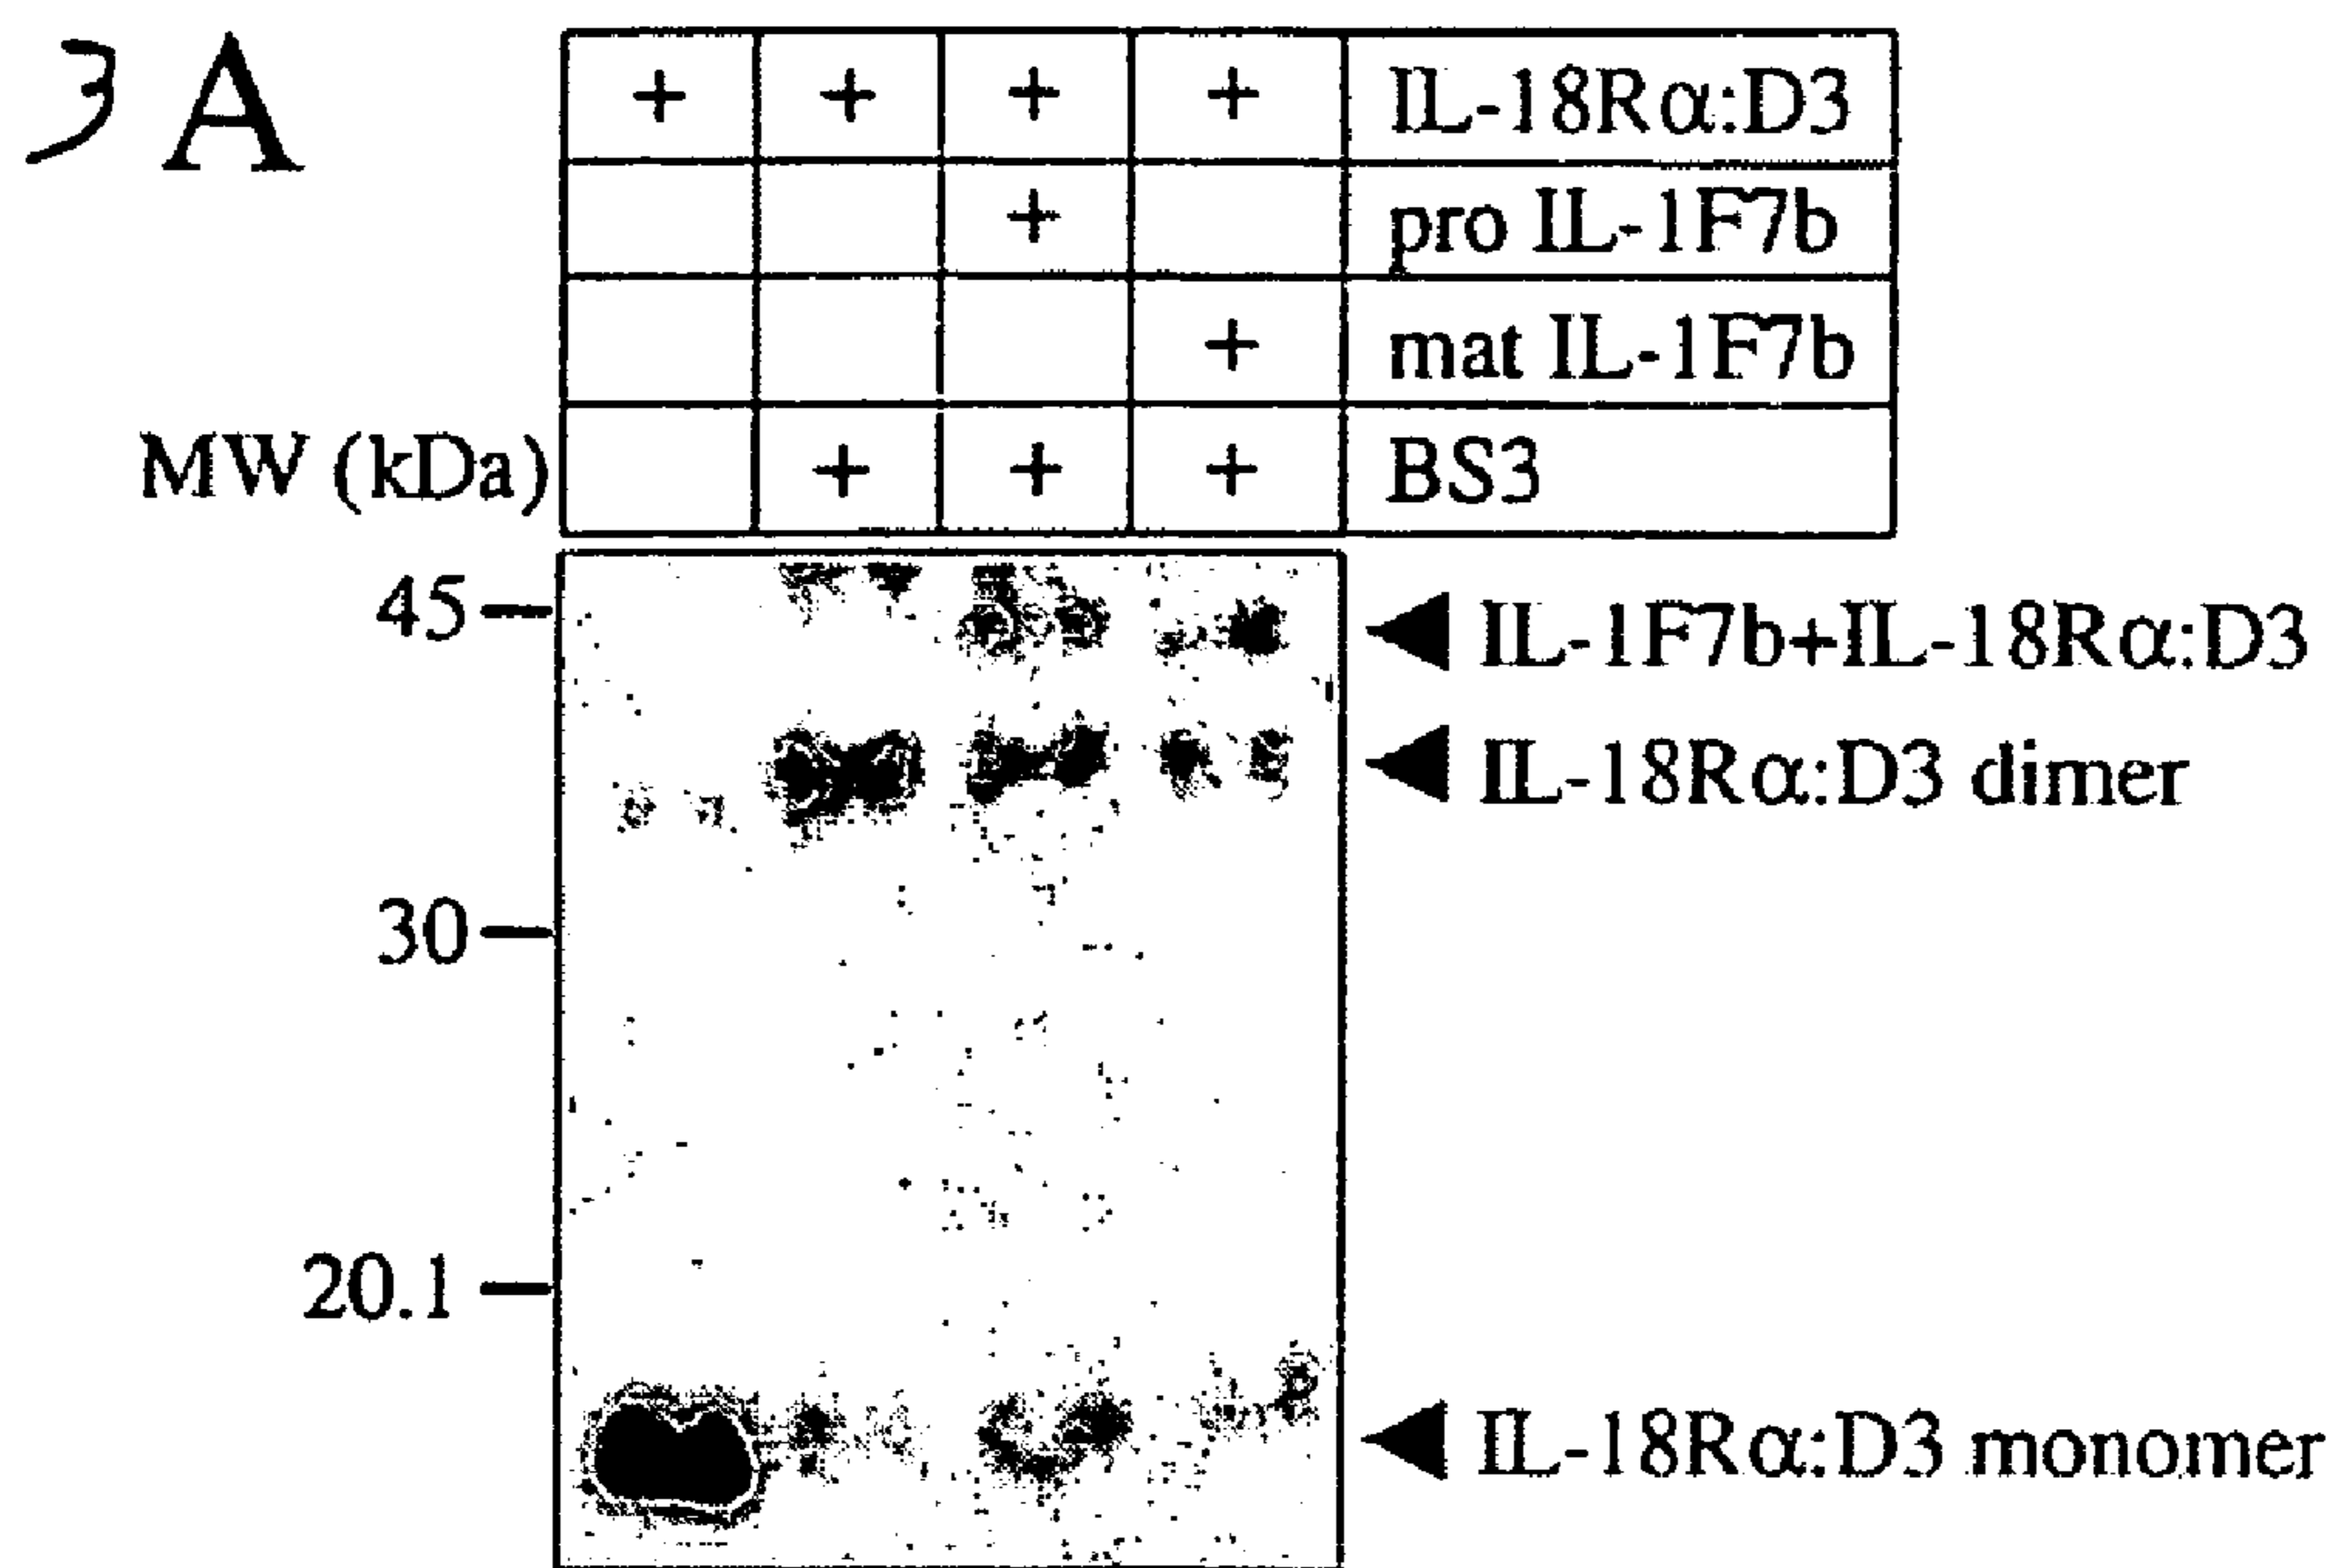 3 A
+ + + + IL-18Rα:D3
+ pro IL-1F7b
+ mat IL-1F7b
MW (kDa) + + + BS3
45 IL-1F7b+IL-18Rα:D3
IL-18Rα:D3 dimer
30
20.1
IL-18Rα:D3 monomer